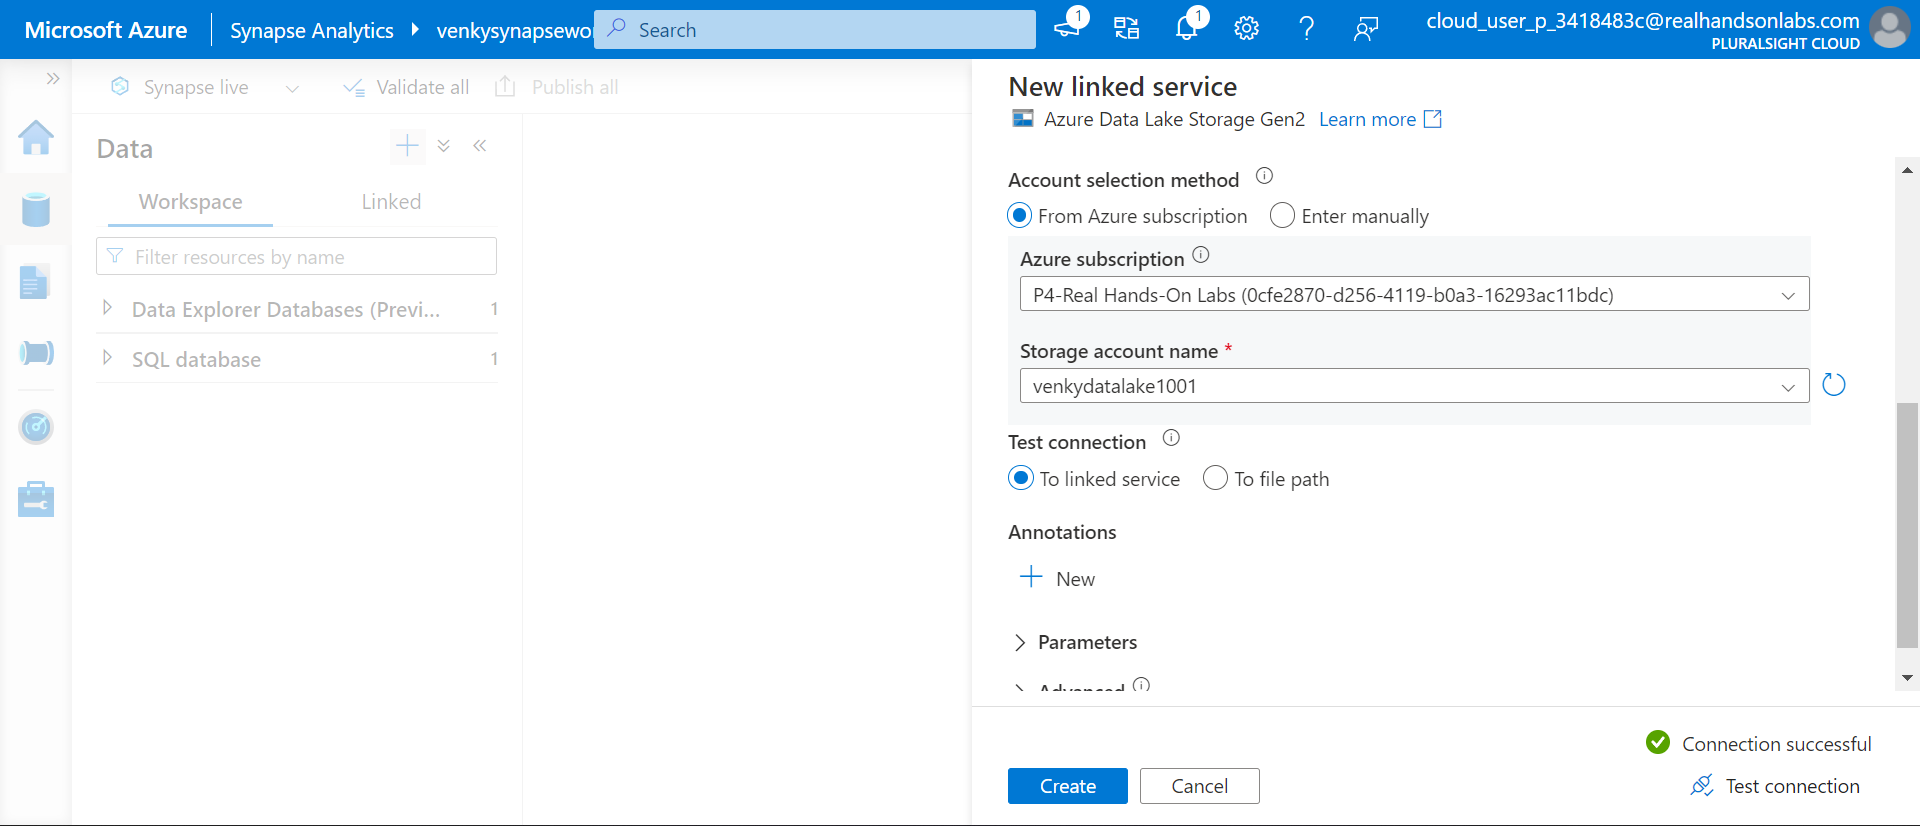 Microsoft Azure
Synapse Analytics
venkysynapsewo
Search
1
1
cloud_user_p_3418483c@realhandsonlabs.com
PLURALSIGHT CLOUD
Synapse live
Validate all
Publish all
Data
Workspace
Linked
Filter resources by name
Data Explorer Databases (Previ... 1
SQL database 1
New linked service
Azure Data Lake Storage Gen2 Learn more
Account selection method
From Azure subscription Enter manually
Azure subscription
P4-Real Hands-On Labs (0cfe2870-d256-4119-b0a3-16293ac11bdc)
Storage account name *
venkydatalake1001
Test connection
To linked service To file path
Annotations
New
Parameters
Advanced
Connection successful
Create Cancel Test connection